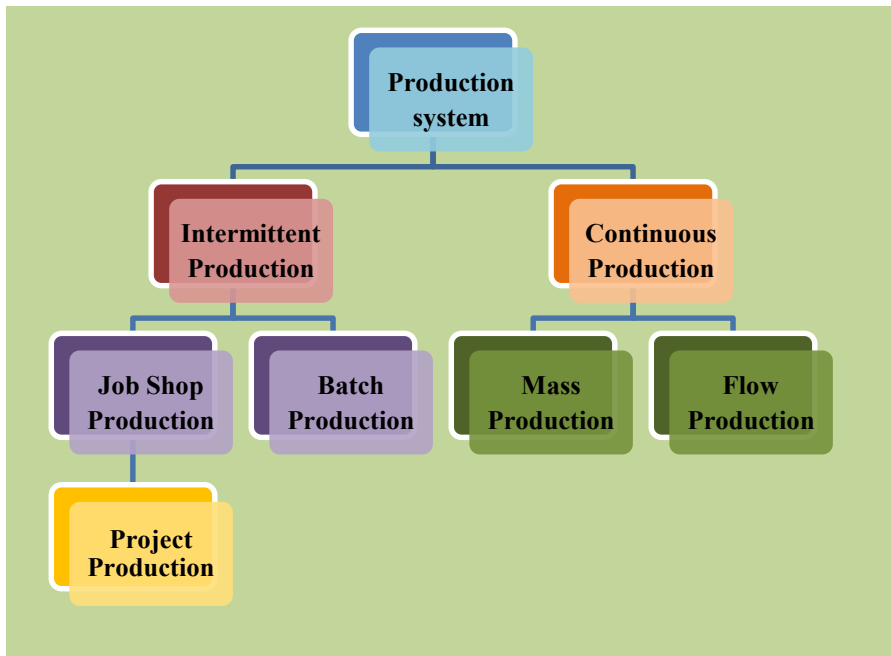 Production
system
Intermittent
Production
Continuous
Production
Job Shop
Production
Batch
Production
Mass
Production
Flow
Production
Project
Production